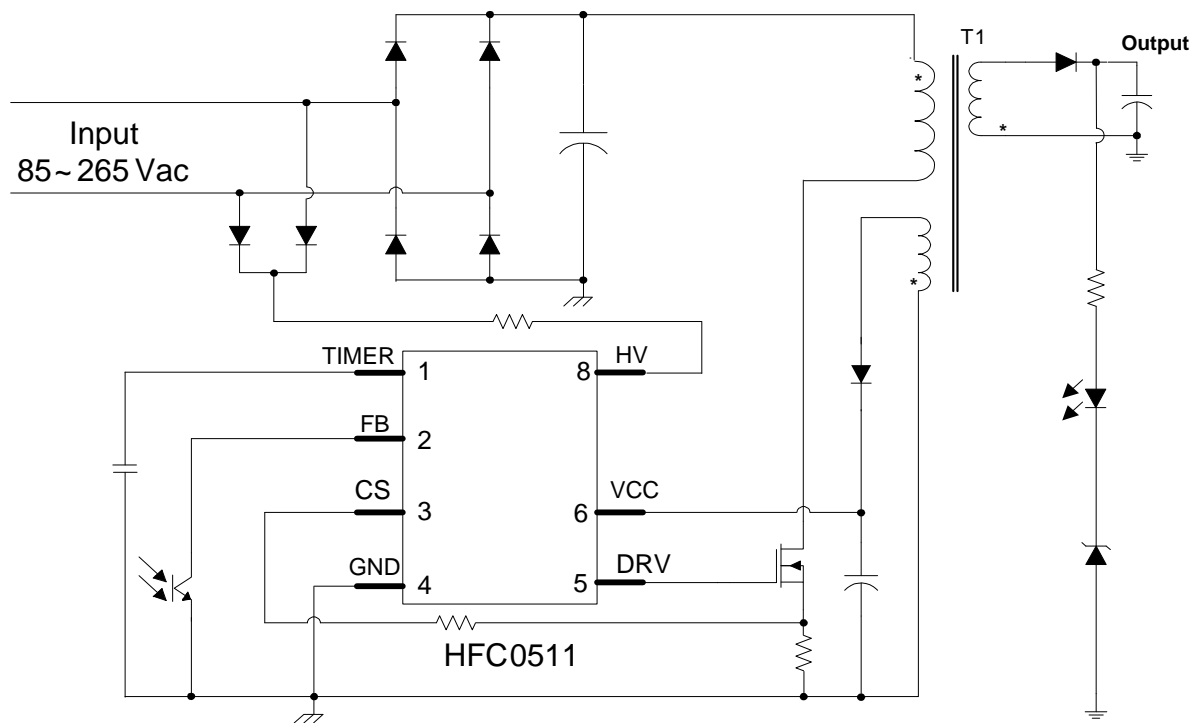 T1
Output
*
Input
85~265 Vac
*
*
TIMER
1
8
HV
FB
2
CS
3
6
VCC
GND
4
5
DRV
HFC0511